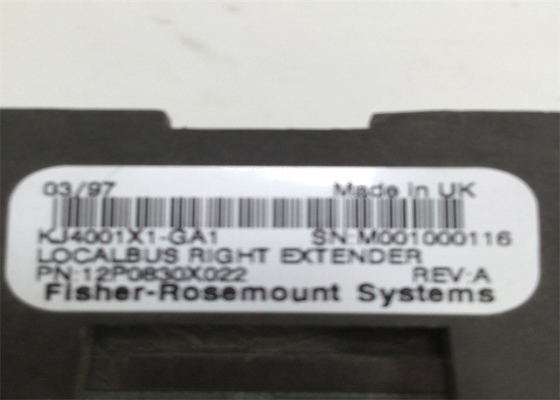 03/97 Made in UK
KJ4001X1-GA1 SN:M001000116
LOCALBUS RIGHT EXTENDER
PN:12P0830X022 REV:A
Fisher-Rosemount Systems